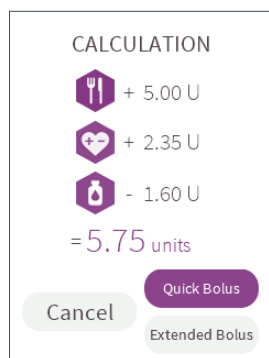 CALCULATION
+ 5.00 U
+ 2.35 U
- 1.60 U
= 5.75 units
Quick Bolus
Cancel
Extended Bolus